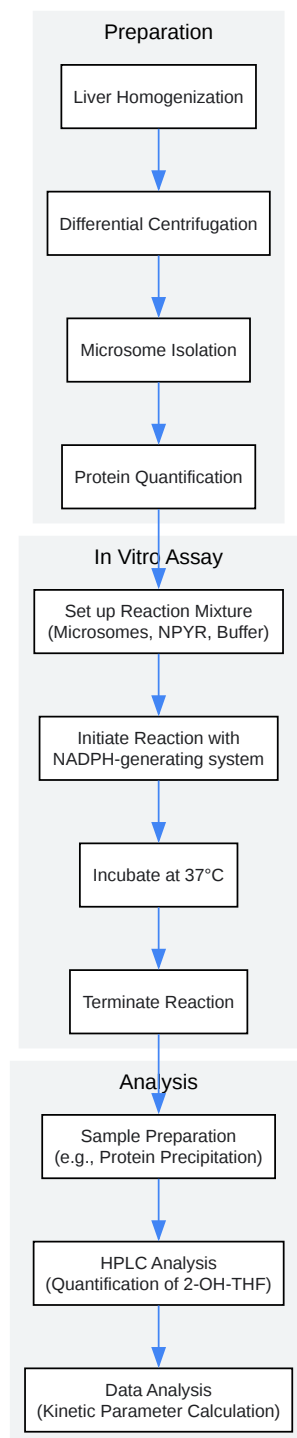 Preparation
Liver Homogenization
Differential Centrifugation
Microsome Isolation
Protein Quantification
In Vitro Assay
Set up Reaction Mixture
(Microsomes, NPYR, Buffer)
Initiate Reaction with
NADPH-generating system
Incubate at 37°C
Terminate Reaction
Analysis
Sample Preparation
(e.g., Protein Precipitation)
HPLC Analysis
(Quantification of 2-OH-THF)
Data Analysis
(Kinetic Parameter Calculation)